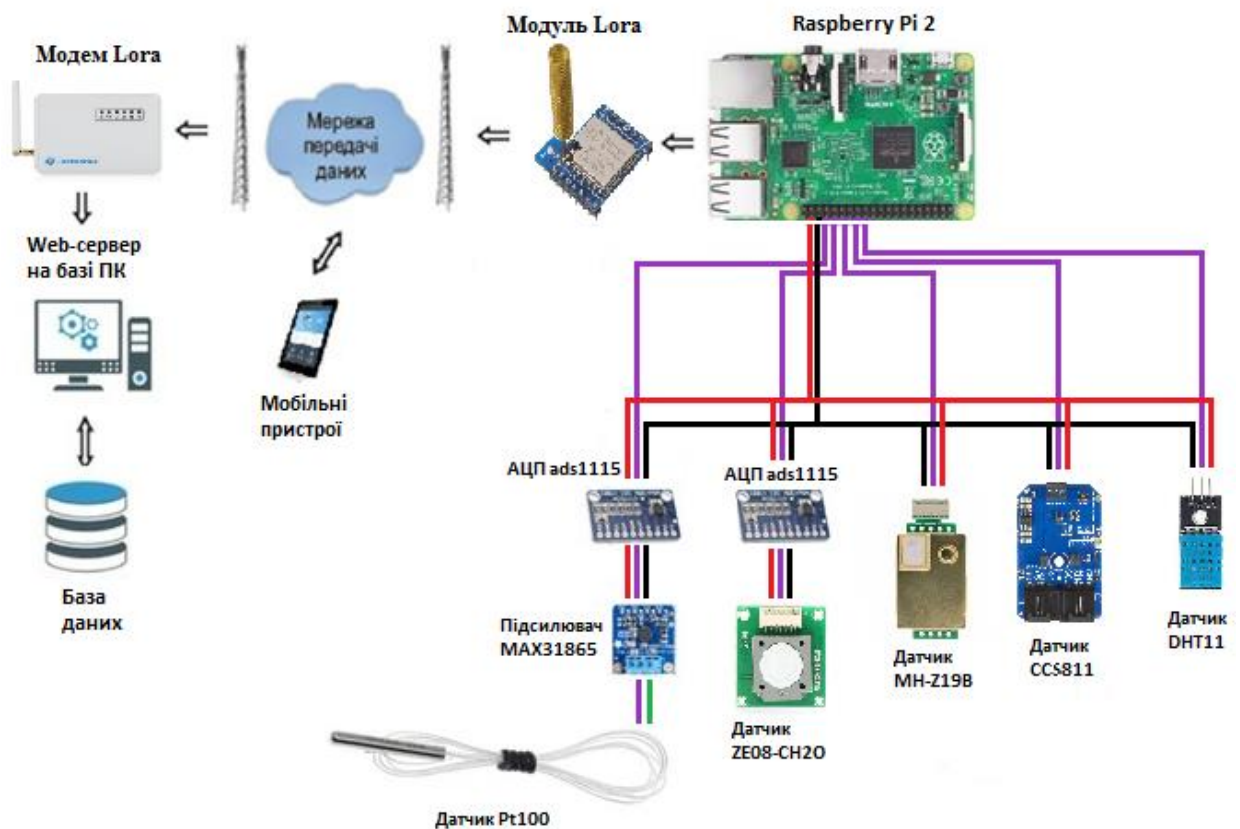 Модем Lora
Модуль Lora
Raspberry Pi 2
Мережа
передачі
даних
Web-сервер
на базі ПК
Мобільні
пристрої
База
даних
АЦП ads1115
АЦП ads1115
Підсилювач
MAX31865
Датчик
ZE08-CH2O
Датчик
MH-Z19B
Датчик
CCS811
Датчик
DHT11
Датчик Pt100